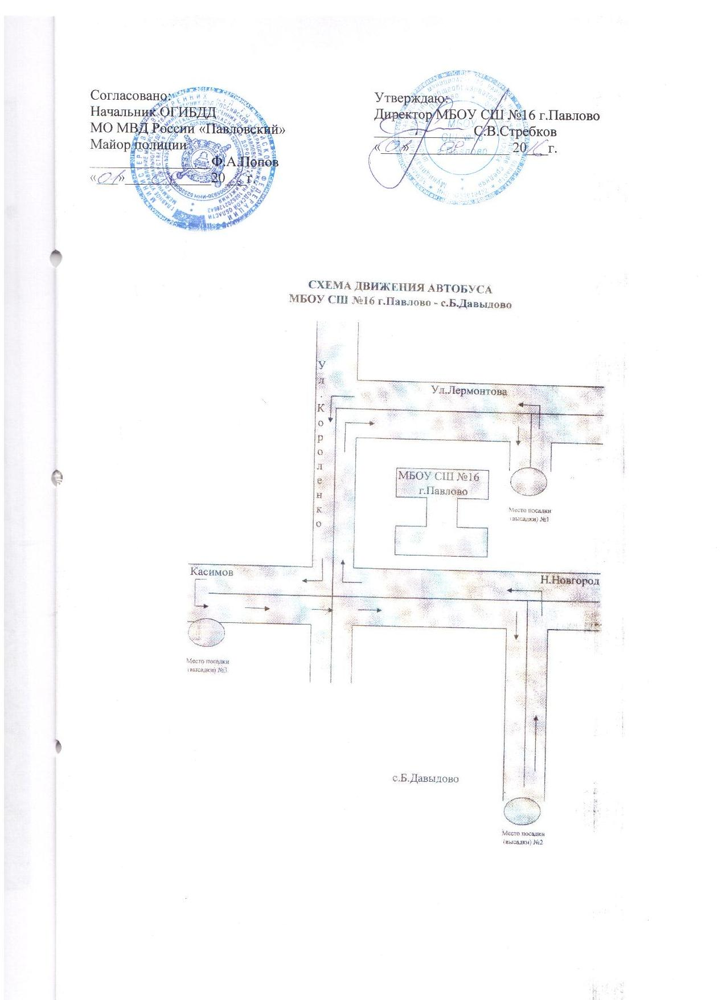 Согласовано:
Начальник ОГИБДД
МО МВД России «Павловский»
Майор полиции
Ф.А.Попов
«01» 20 г.
Утверждаю:
Директор МБОУ СШ №16 г.Павлово
С.В.Стребков
«01» 09 2016 г.
СХЕМА ДВИЖЕНИЯ АВТОБУСА
МБОУ СШ №16 г.Павлово - с.Б.Давыдово
Ул.Короленко
Ул.Лермонтова
МБОУ СШ №16
г.Павлово
Место посадки
(высадки) №1
Касимов
Н.Новгород
Место посадки
(высадки) №3
с.Б.Давыдово
Место посадки
(высадки) №2